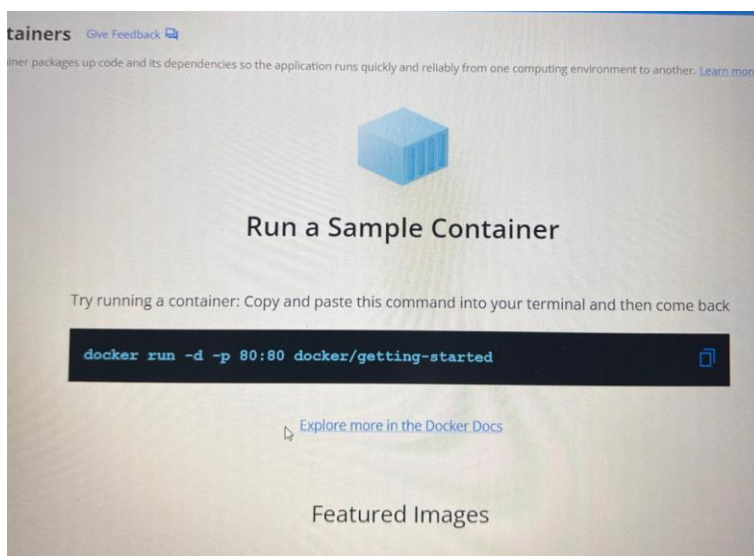 tainers Give Feedback
iner packages up code and its dependencies so the application runs quickly and reliably from one computing environment to another. Learn more
Run a Sample Container
Try running a container: Copy and paste this command into your terminal and then come back
docker run -d -p 80:80 docker/getting-started
Explore more in the Docker Docs
Featured Images